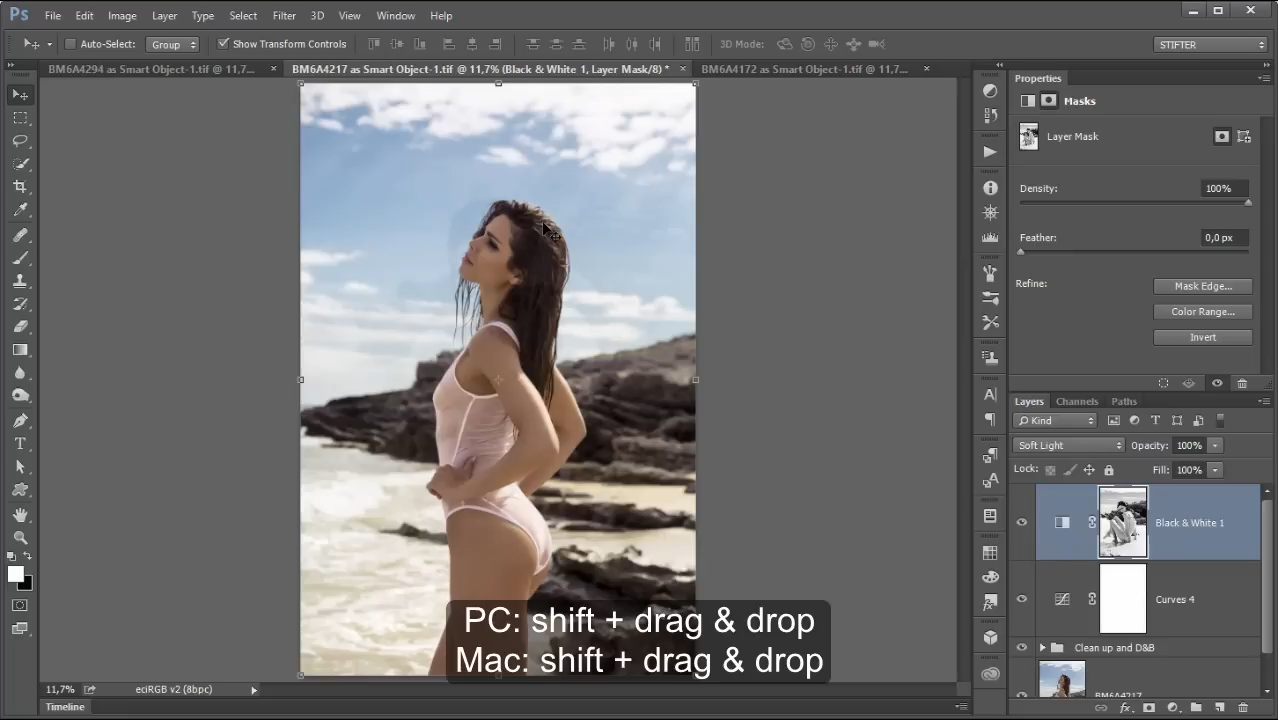 Ps File Edit Image Layer Type Select Filter 3D View Window Help
Auto-Select: Group Show Transform Controls 3D Mode: STIFTER
BM6A4294 as Smart Object-1.tif @ 11,7% ... × BM6A4217 as Smart Object-1.tif @ 11,7% (Black & White 1, Layer Mask/8) * × BM6A4172 as Smart Object-1.tif @ 11,7... ×
Properties
Masks
Layer Mask
Density: 100%
Feather: 0,0 px
Refine: Mask Edge...
Color Range...
Invert
Layers Channels Paths
Kind
Soft Light Opacity: 100%
Lock: Fill: 100%
Black & White 1
Curves 4
Clean up and D&B
BM6A4217
PC: shift + drag & drop
Mac: shift + drag & drop
11,7% eciRGB v2 (8bpc)
Timeline